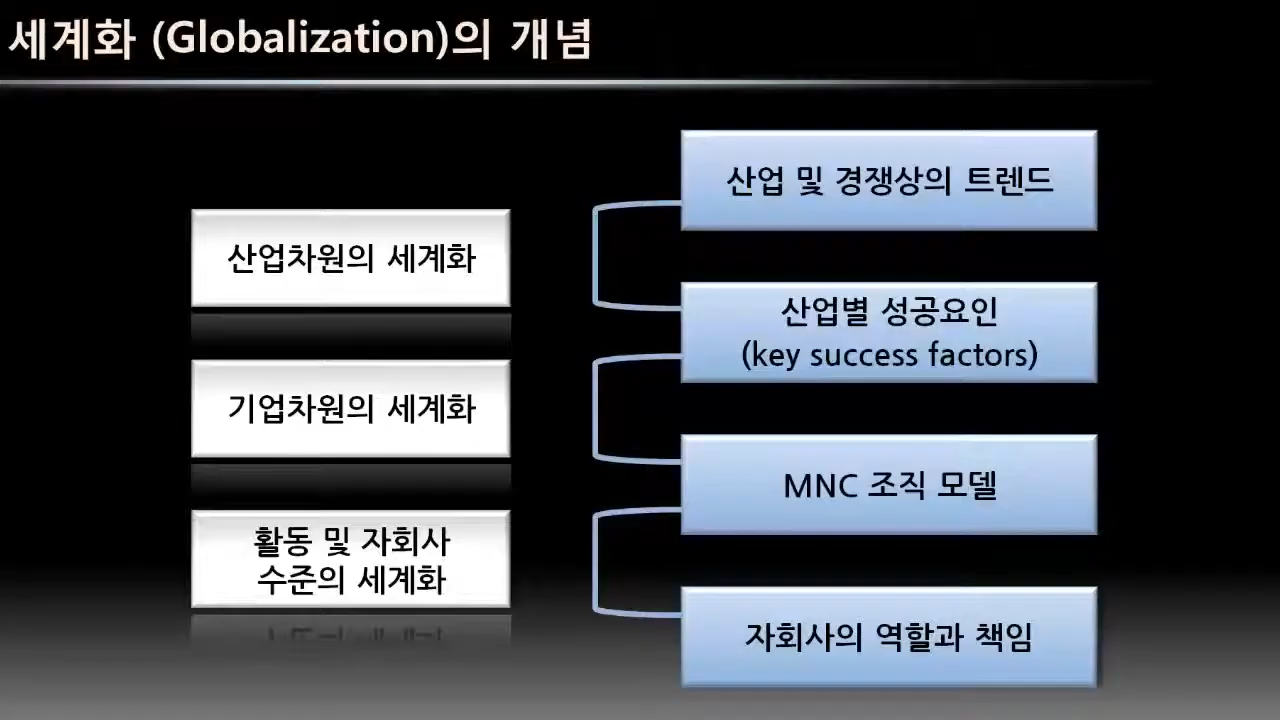 세계화 (Globalization)의 개념
산업차원의 세계화
기업차원의 세계화
활동 및 자회사
수준의 세계화
산업 및 경쟁상의 트렌드
산업별 성공요인
(key success factors)
MNC 조직 모델
자회사의 역할과 책임